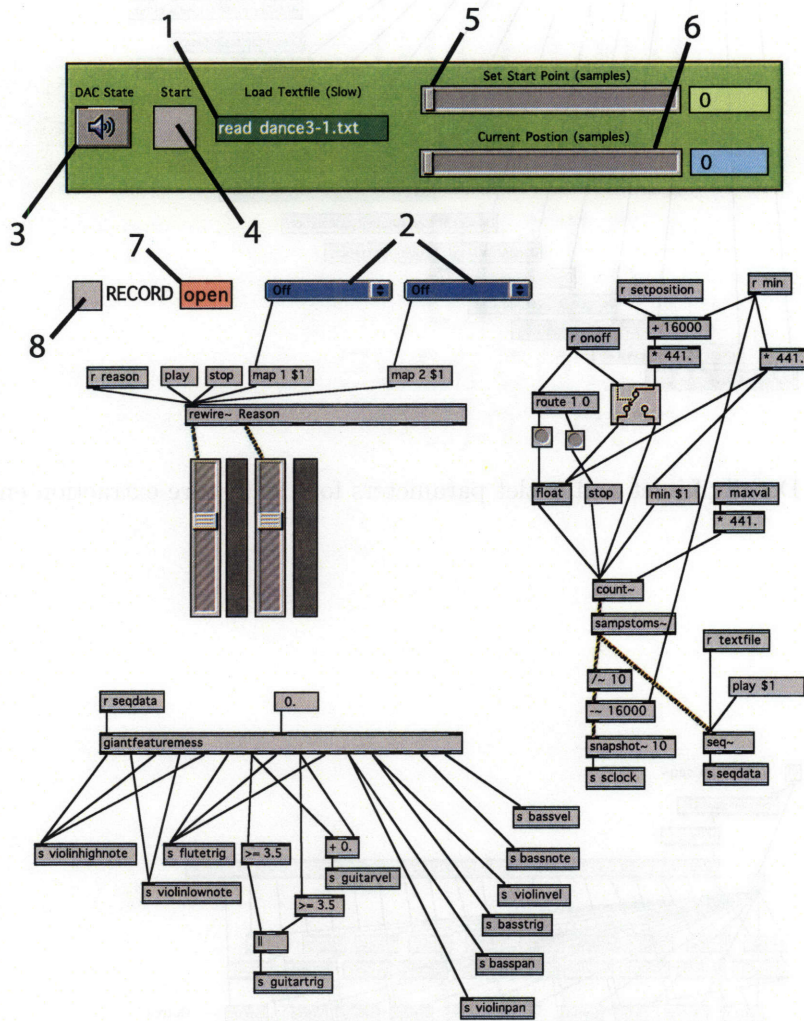 1
5
6
DAC State
Start
Load Textfile (Slow)
Set Start Point (samples)
read dance3-1.txt
0
Current Postion (samples)
0
3
4
7
2
8
RECORD
open
Off
Off
r setposition
r min
+ 16000
r onoff
* 441.
* 441.
r reason
play
stop
map 1 $1
map 2 $1
rewire~ Reason
route 1 0
float
stop
min $1
r maxval
* 441.
count~
sampstoms~
r textfile
/~ 10
play $1
-~ 16000
snapshot~ 10
seq~
s sclock
s seqdata
r seqdata
0.
giantfeaturemess
s bassvel
s violinhighnote
s flutetrig
>= 3.5
+ 0.
s bassnote
s violinlownote
s guitarvel
s violinvel
>= 3.5
s basstrig
||
s basspan
s guitartrig
s violinpan